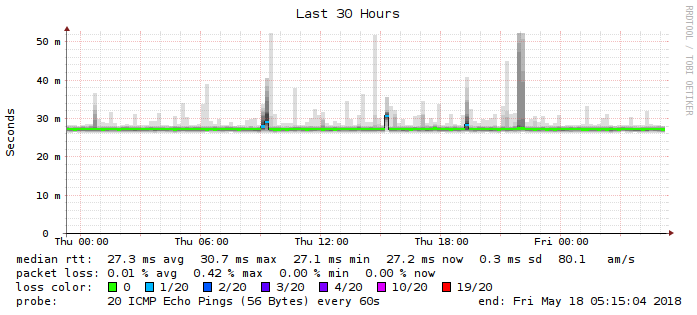 Last 30 Hours
RRDTOOL / TOBI OETIKER
Seconds
50 m
40 m
30 m
20 m
10 m
0
Thu 00:00 Thu 06:00 Thu 12:00 Thu 18:00 Fri 00:00
median rtt: 27.3 ms avg 30.7 ms max 27.1 ms min 27.2 ms now 0.3 ms sd 80.1 am/s
packet loss: 0.01 % avg 0.42 % max 0.00 % min 0.00 % now
loss color: 0 1/20 2/20 3/20 4/20 10/20 19/20
probe: 20 ICMP Echo Pings (56 Bytes) every 60s end: Fri May 18 05:15:04 2018